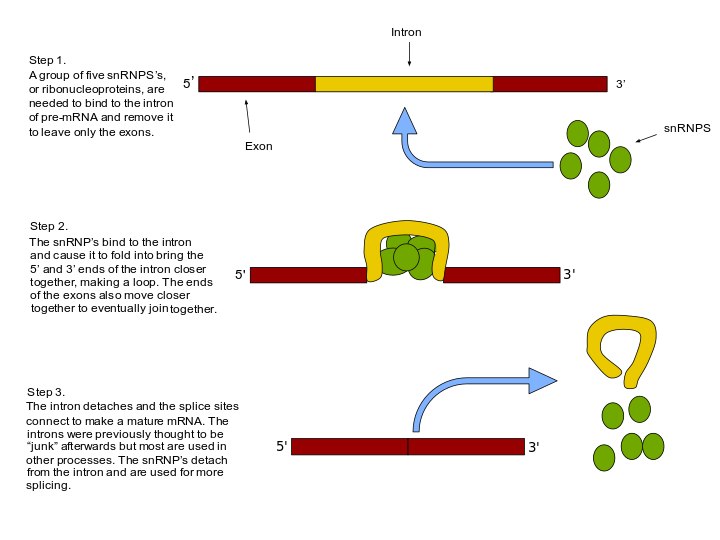 Intron
Step 1.
A group of five snRNPS's,
or ribonucleoproteins, are
needed to bind to the intron
of pre-mRNA and remove it
to leave only the exons.
5'
3'
Exon
snRNPS
Step 2.
The snRNP's bind to the intron
and cause it to fold into bring the
5' and 3' ends of the intron closer
together, making a loop. The ends
of the exons also move closer
together to eventually join together.
5'
3'
Step 3.
The intron detaches and the splice sites
connect to make a mature mRNA. The
introns were previously thought to be
“junk” afterwards but most are used in
other processes. The snRNP's detach
from the intron and are used for more
splicing.
5'
3'